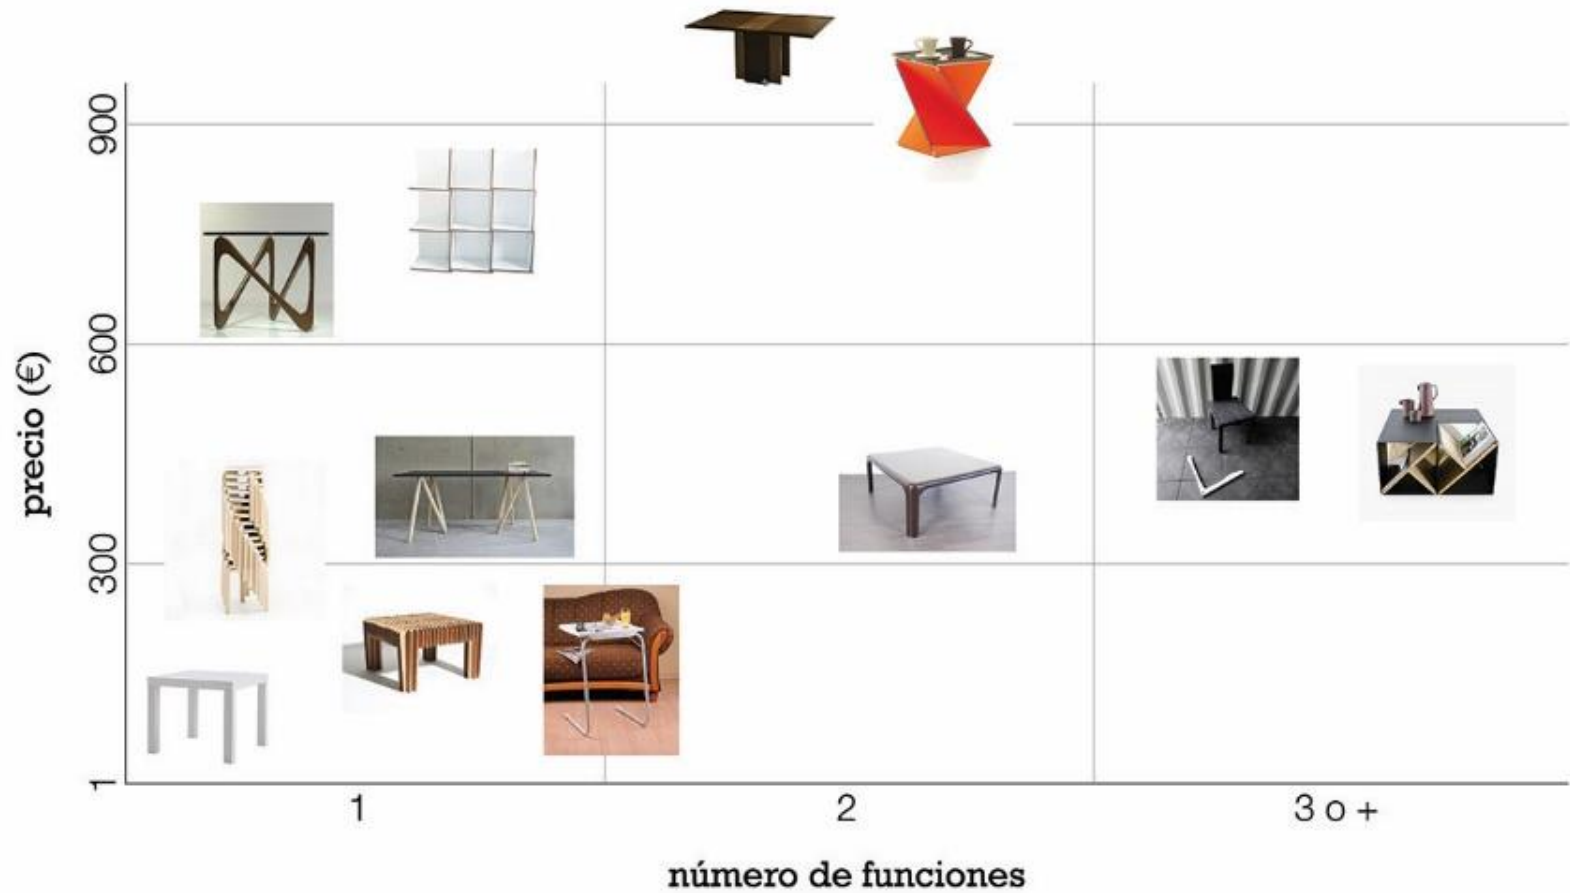 900
600
300
1
precio (€)
1
2
3 o +
número de funciones